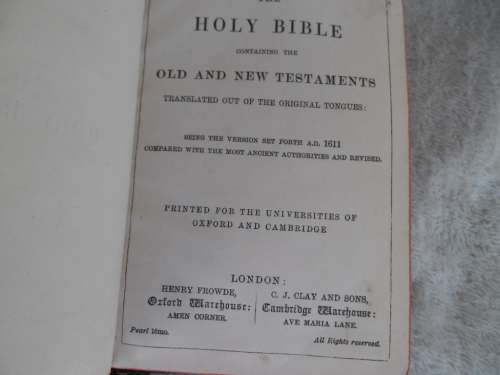 THE
HOLY BIBLE
CONTAINING THE
OLD AND NEW TESTAMENTS
TRANSLATED OUT OF THE ORIGINAL TONGUES:
BEING THE VERSION SET FORTH A.D. 1611
COMPARED WITH THE MOST ANCIENT AUTHORITIES AND REVISED.
PRINTED FOR THE UNIVERSITIES OF
OXFORD AND CAMBRIDGE
LONDON:
HENRY FROWDE,
Oxford Warehouse:
AMEN CORNER.
C. J. CLAY AND SONS,
Cambridge Warehouse:
AVE MARIA LANE.
Pearl 16mo.
All Rights reserved.